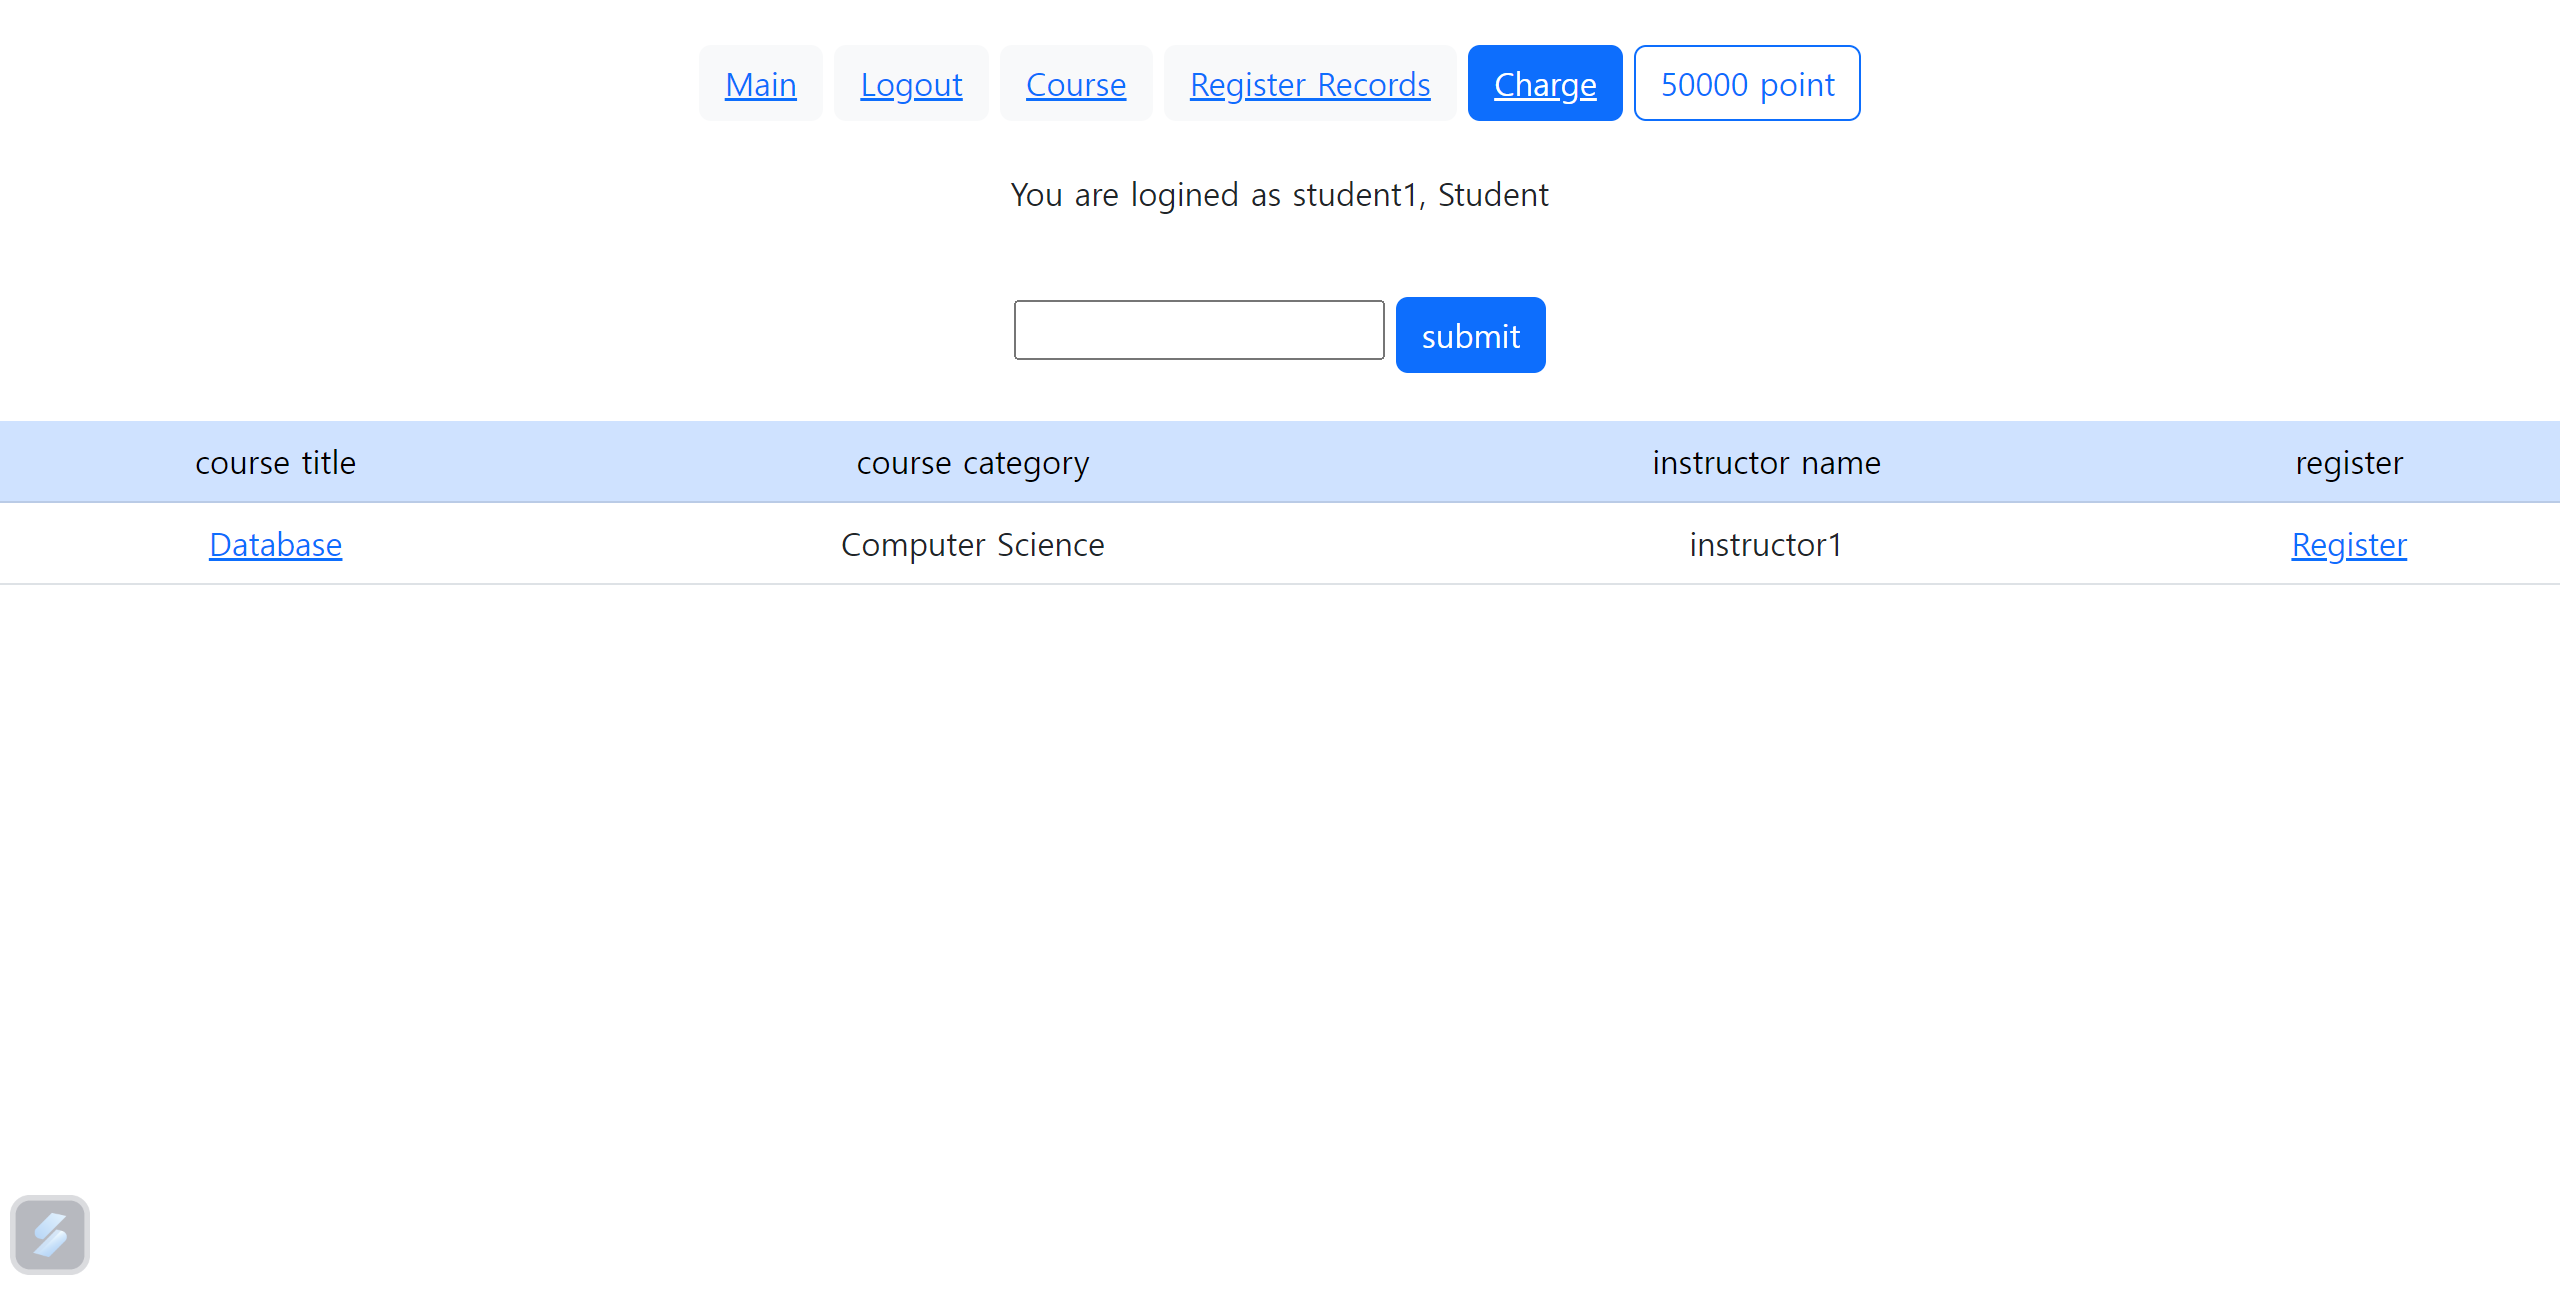 Main Logout Course Register Records Charge 50000 point
You are logined as student1, Student
submit
course title course category instructor name register
Database Computer Science instructor1 Register